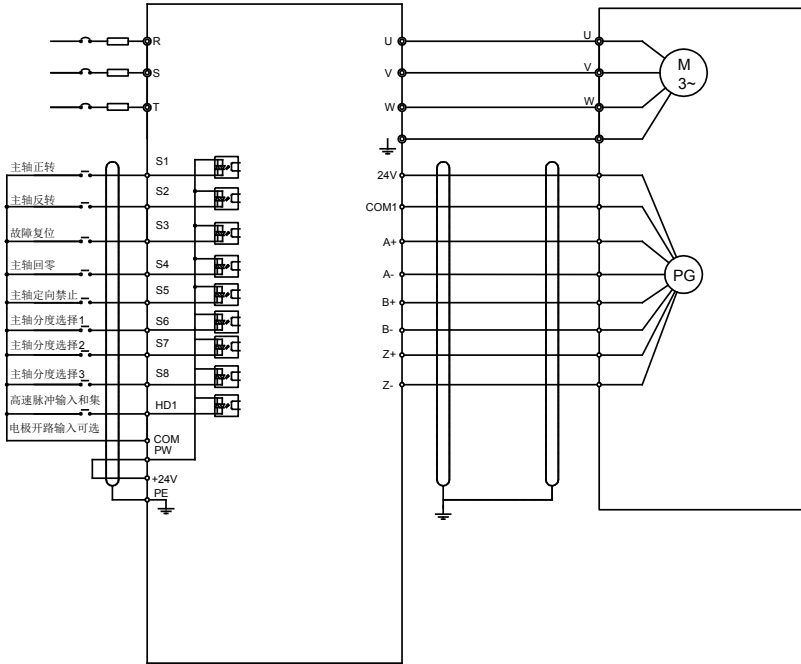 R
S
T
主轴正转
S1
主轴反转
S2
故障复位
S3
主轴回零
S4
主轴定向禁止
S5
主轴分度选择1
S6
主轴分度选择2
S7
主轴分度选择3
S8
高速脉冲输入和集
HD1
电极开路输入可选
COM
PW
+24V
PE
U
V
W
24V
COM1
A+
A-
B+
B-
Z+
Z-
U
V
W
M
3~
PG